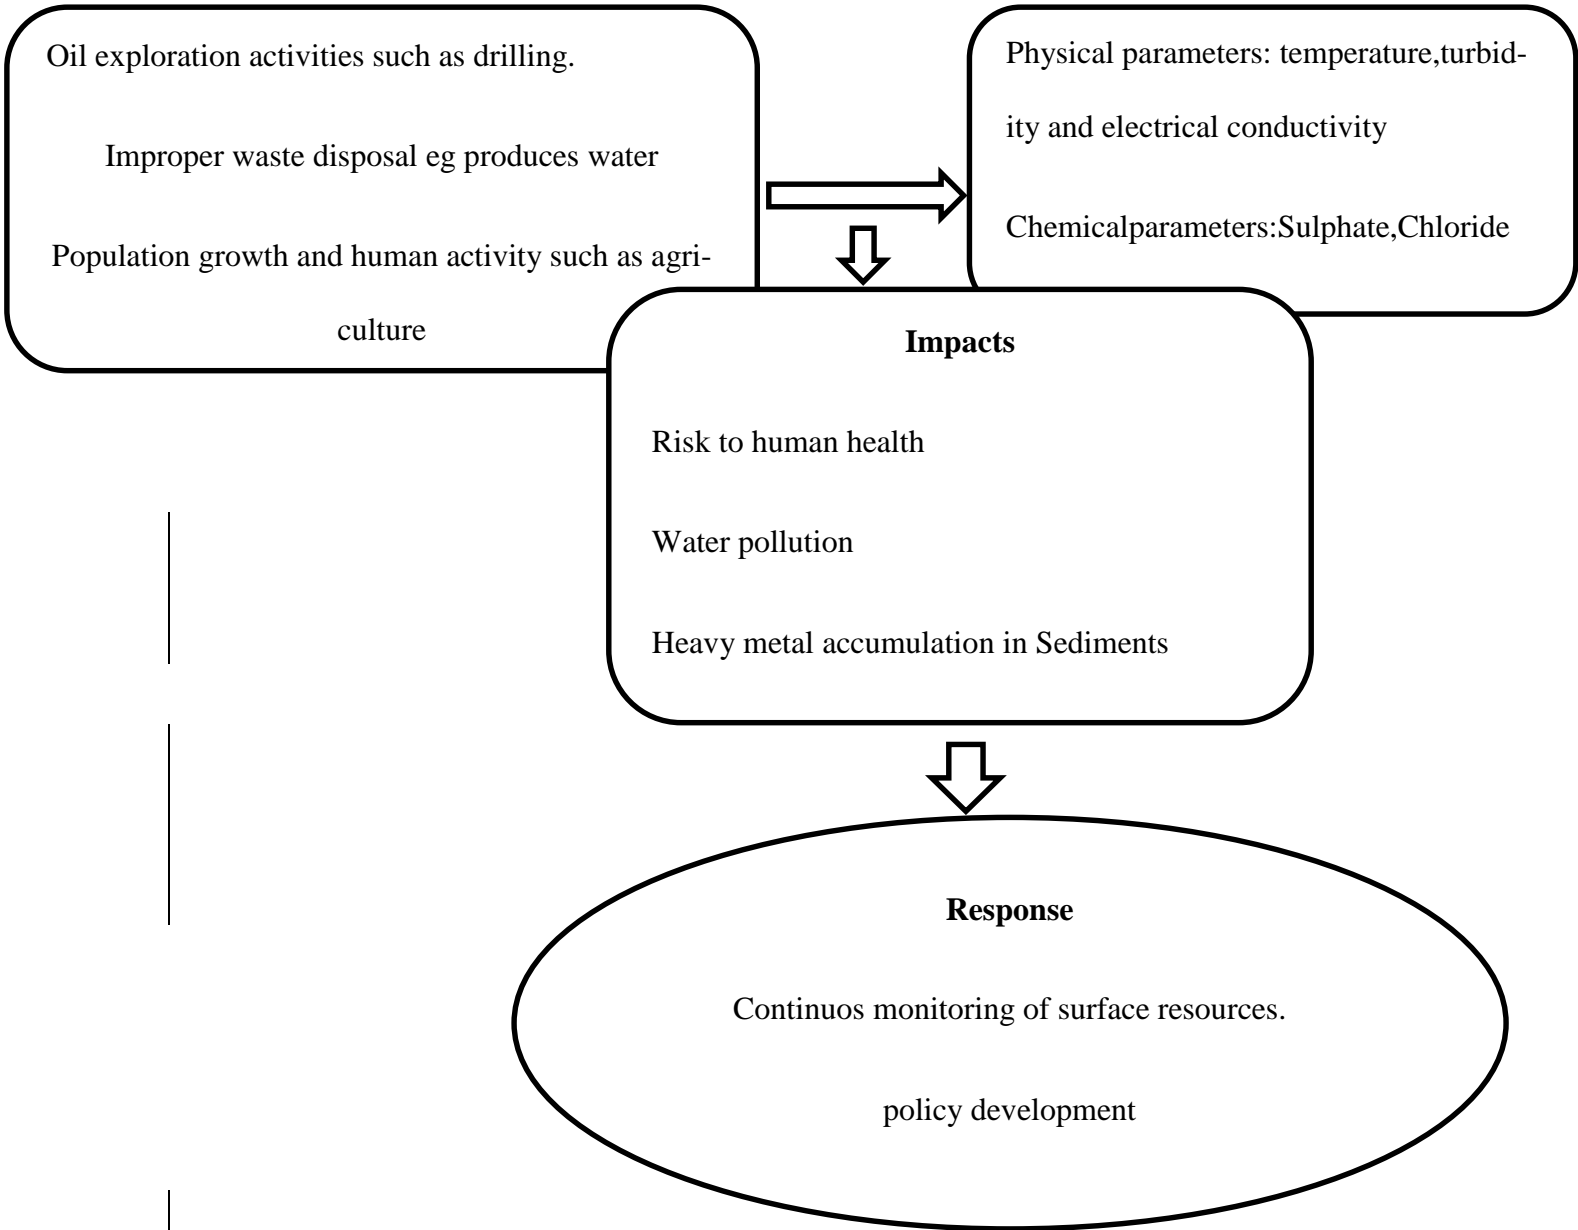 Oil exploration activities such as drilling.
Improper waste disposal eg produces water
Population growth and human activity such as agri-
culture
Physical parameters: temperature,turbid-
ity and electrical conductivity
Chemicalparameters:Sulphate,Chloride
Impacts
Risk to human health
Water pollution
Heavy metal accumulation in Sediments
Response
Continuos monitoring of surface resources.
policy development